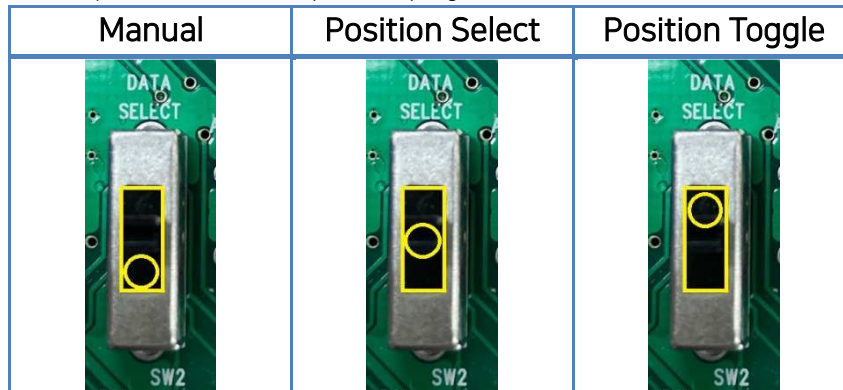 Manual
Position Select
Position Toggle
DATA
SELECT
SW2
DATA
SELECT
SW2
DATA
SELECT
SW2